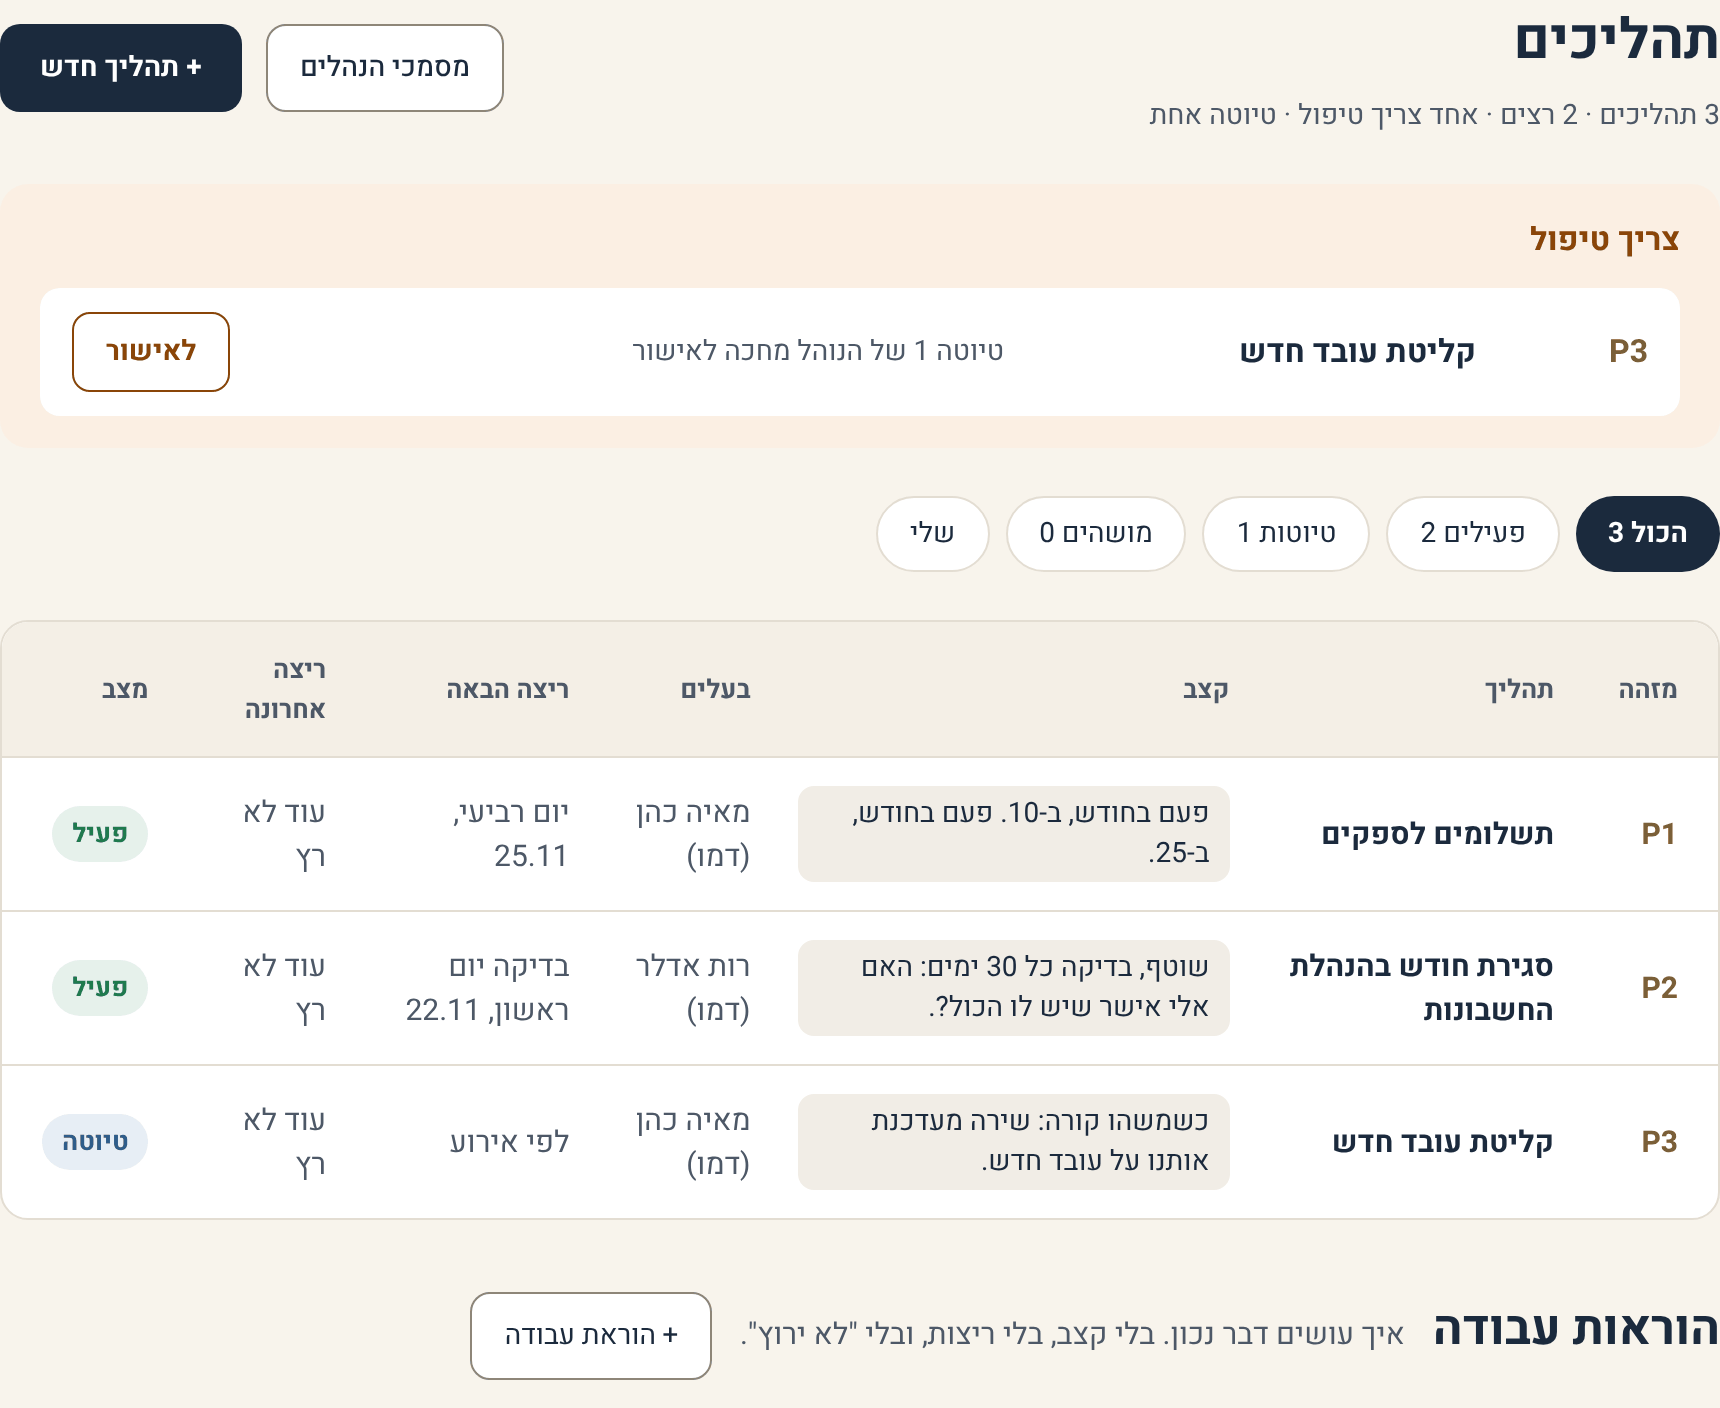 תהליכים
מסמכי הנהלים
+ תהליך חדש
3 תהליכים · 2 רצים · אחד צריך טיפול · טיוטה אחת
צריך טיפול
P3 קליטת עובד חדש טיוטה 1 של הנוהל מחכה לאישור לאישור
הכול 3 פעילים 2 טיוטות 1 מושהים 0 שלי
מזהה תהליך קצב בעלים ריצה הבאה ריצה אחרונה מצב
P1
תשלומים לספקים
פעם בחודש, ב-10. פעם בחודש,
ב-25.
מאיה כהן
(דמו)
יום רביעי,
25.11
עוד לא
רץ
פעיל
P2
סגירת חודש בהנהלת
החשבונות
שוטף, בדיקה כל 30 ימים: האם
אלי אישר שיש לו הכול?.
רות אדלר
(דמו)
בדיקה יום
ראשון, 22.11
עוד לא
רץ
פעיל
P3
קליטת עובד חדש
כשמשהו קורה: שירה מעדכנת
אותנו על עובד חדש.
מאיה כהן
(דמו)
לפי אירוע
עוד לא
רץ
טיוטה
הוראות עבודה
איך עושים דבר נכון. בלי קצב, בלי ריצות, ובלי "לא ירוץ".
+ הוראת עבודה